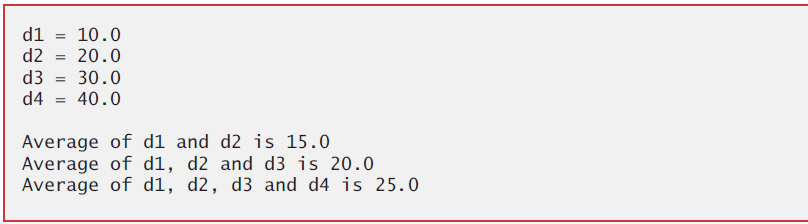 d1 = 10.0
d2 = 20.0
d3 = 30.0
d4 = 40.0
Average of d1 and d2 is 15.0
Average of d1, d2 and d3 is 20.0
Average of d1, d2, d3 and d4 is 25.0